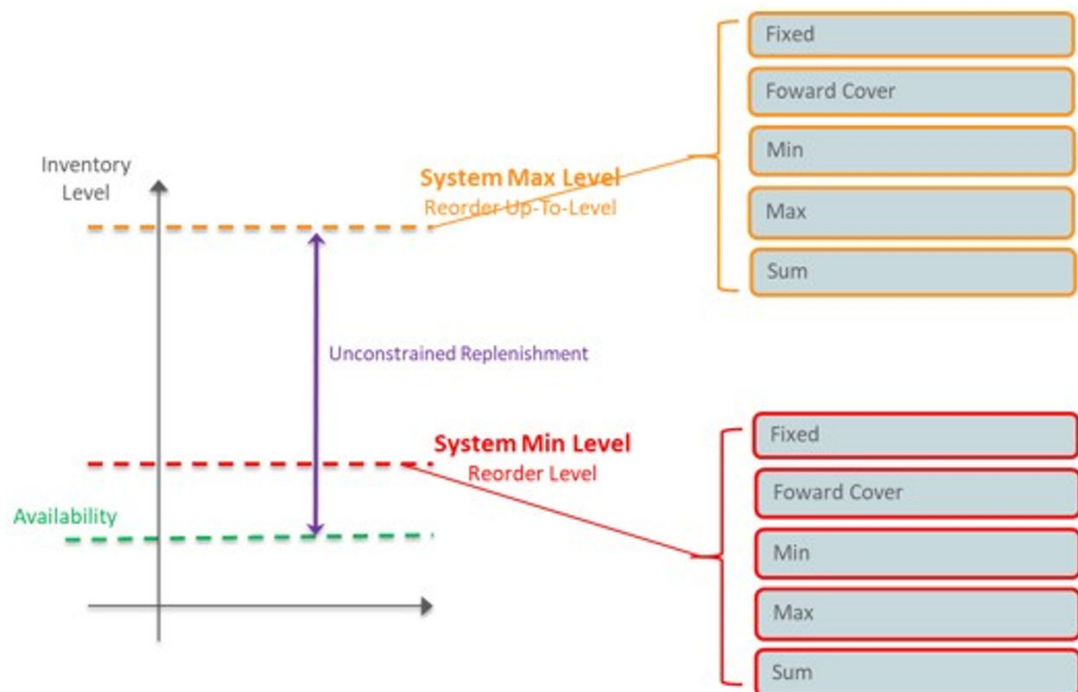 Inventory
Level
System Max Level
Reorder Up-To-Level
Fixed
Foward Cover
Min
Max
Sum
Unconstrained Replenishment
System Min Level
Reorder Level
Availability
Fixed
Foward Cover
Min
Max
Sum